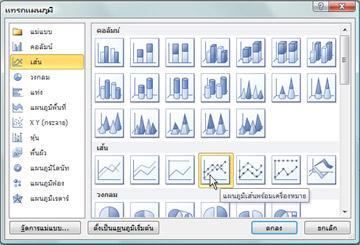 แทรกแผนภูมิ
แม่แบบ
คอลัมน์
เส้น
วงกลม
แท่ง
แผนภูมิพื้นที่
X Y (กระจาย)
หุ้น
พื้นผิว
แผนภูมิโดนัท
แผนภูมิฟอง
แผนภูมิเรดาร์
คอลัมน์
เส้น
แผนภูมิเส้นพร้อมเครื่องหมาย
วงกลม
จัดการแม่แบบ...
ตั้งเป็นแผนภูมิเริ่มต้น
ตกลง
ยกเลิก